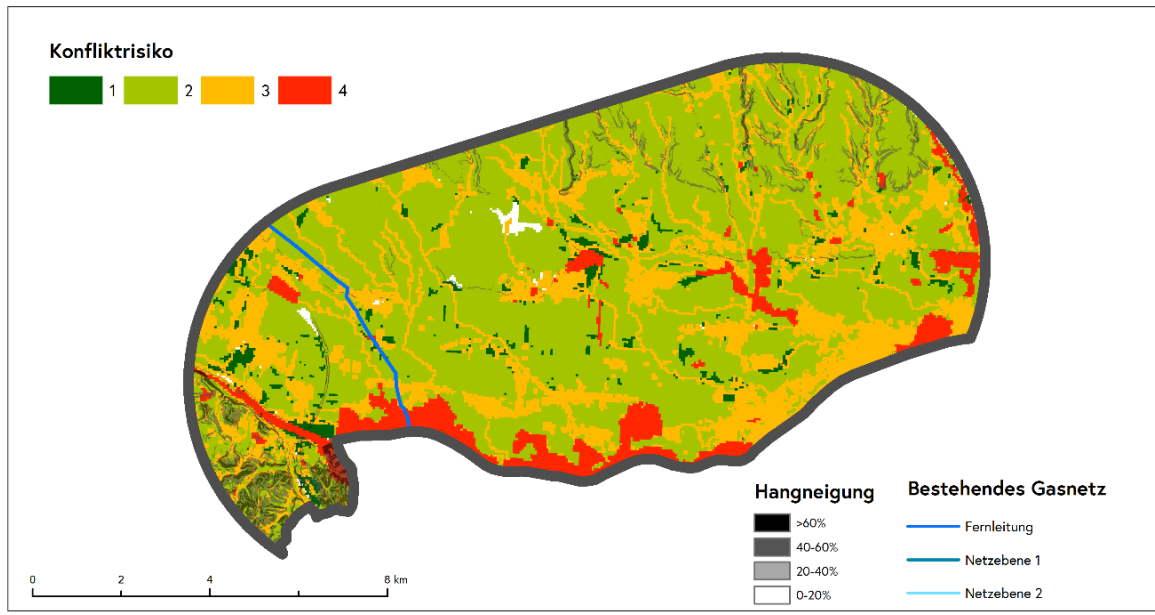 Konfliktrisiko
1 2 3 4
Hangneigung
>60%
40-60%
20-40%
0-20%
Bestehendes Gasnetz
Fernleitung
Netzebene 1
Netzebene 2
0 2 4 8 km